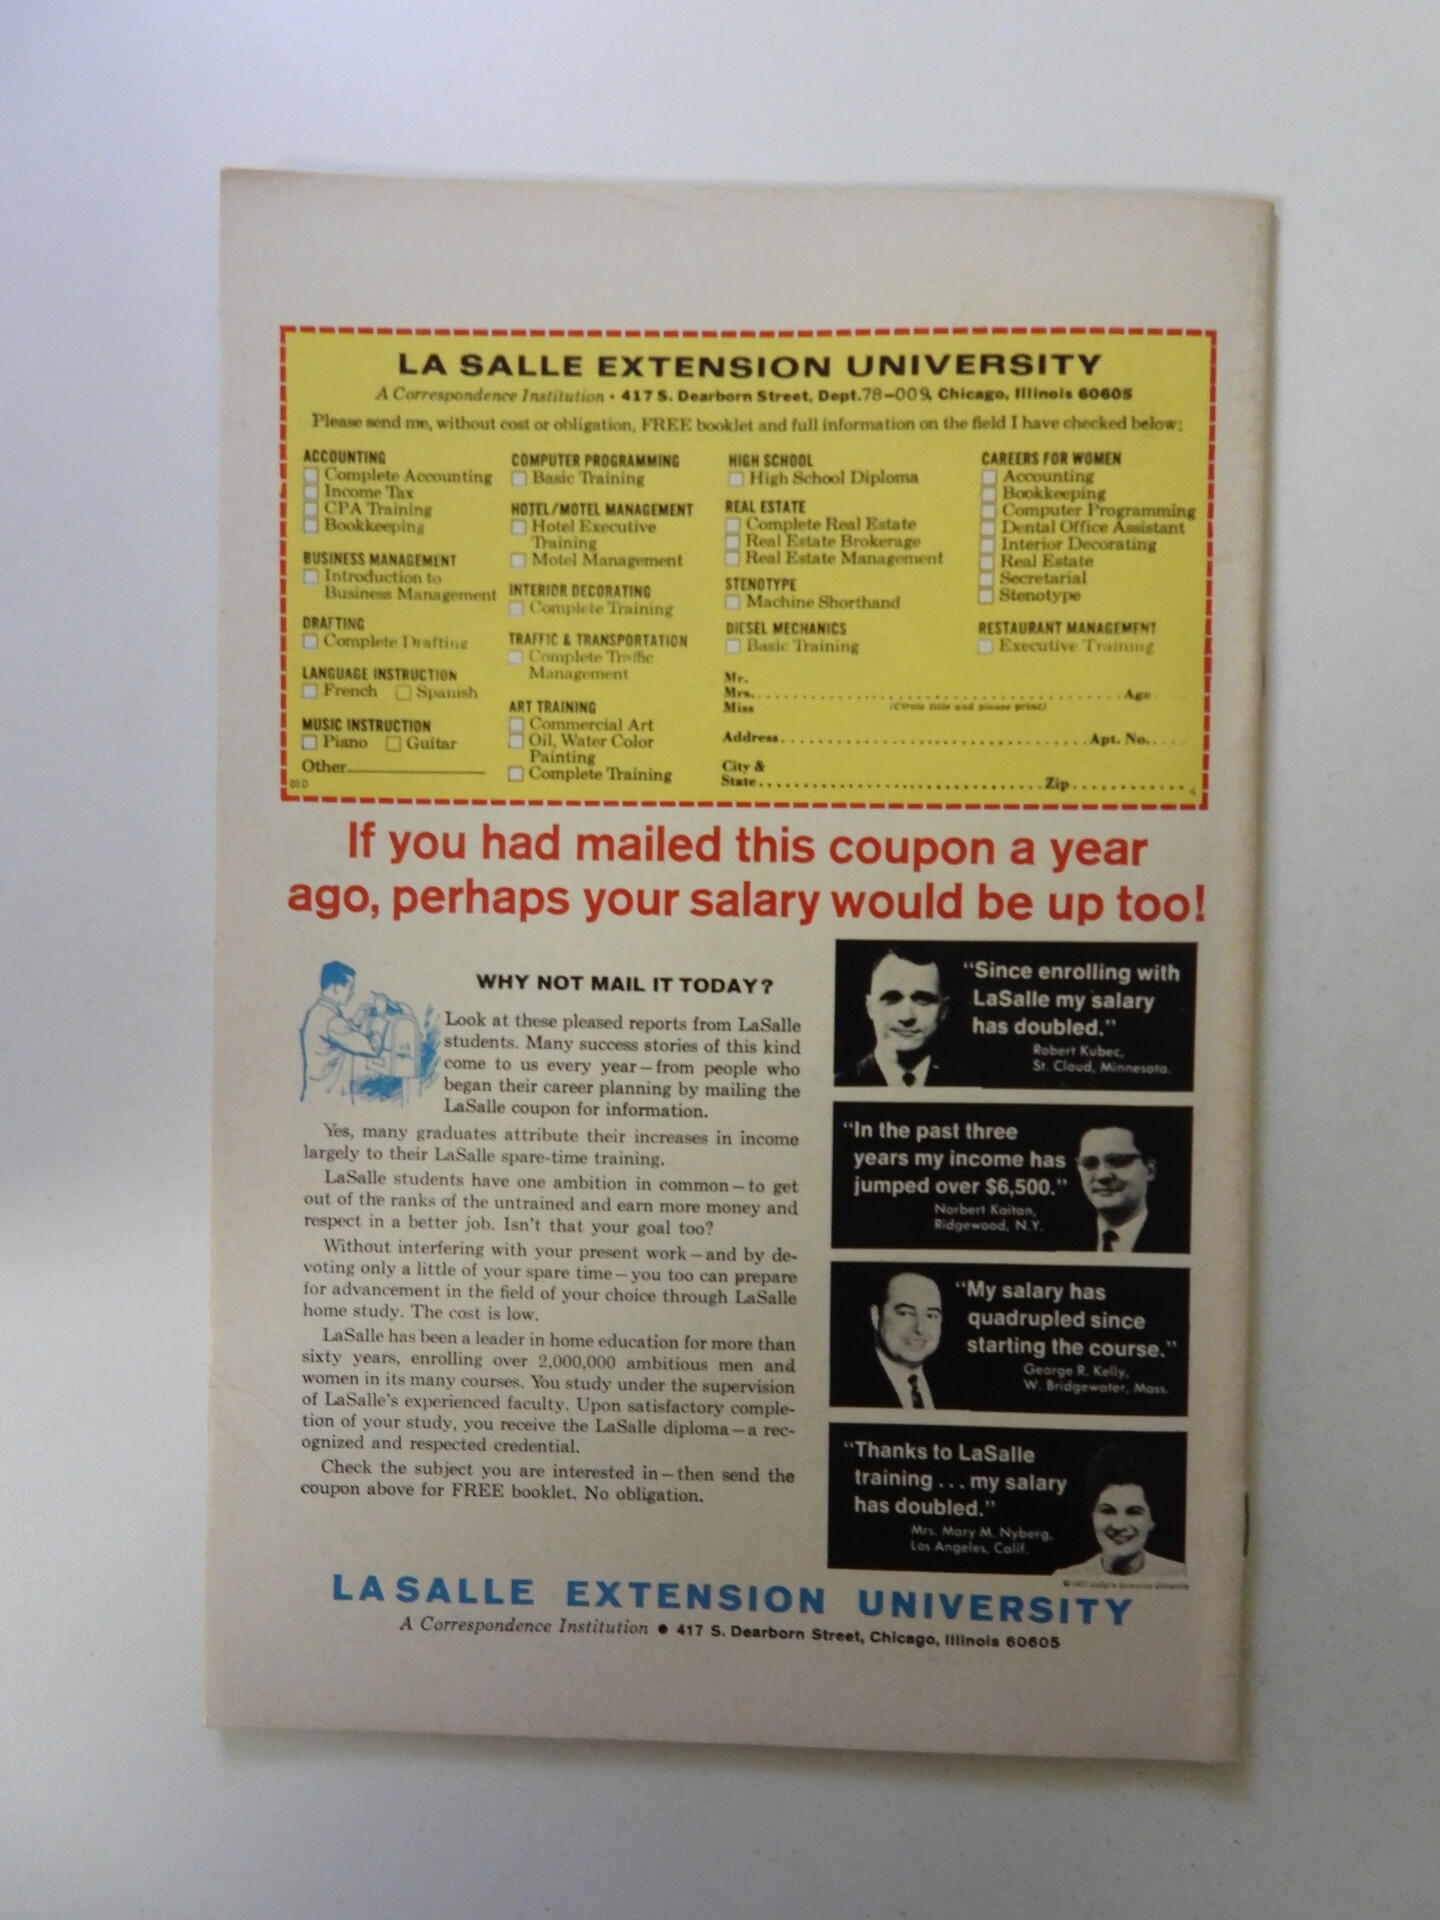 LA SALLE EXTENSION UNIVERSITY
A Correspondence Institution • 417 S. Dearborn Street, Dept. 78-009, Chicago, Illinois 60605
Please send me, without cost or obligation, FREE booklet and full information on the field I have checked below:
ACCOUNTING
Complete Accounting
Income Tax
CPA Training
Bookkeeping
BUSINESS MANAGEMENT
Introduction to
Business Management
DRAFTING
Complete Drafting
LANGUAGE INSTRUCTION
French Spanish
MUSIC INSTRUCTION
Piano Guitar
Other
010
COMPUTER PROGRAMMING
Basic Training
HOTEL/MOTEL MANAGEMENT
Hotel Executive
Training
Motel Management
INTERIOR DECORATING
Complete Training
TRAFFIC & TRANSPORTATION
Complete Traffic
Management
ART TRAINING
Commercial Art
Oil, Water Color
Painting
Complete Training
HIGH SCHOOL
High School Diploma
REAL ESTATE
Complete Real Estate
Real Estate Brokerage
Real Estate Management
STENOTYPE
Machine Shorthand
DIESEL MECHANICS
Basic Training
CAREERS FOR WOMEN
Accounting
Bookkeeping
Computer Programming
Dental Office Assistant
Interior Decorating
Real Estate
Secretarial
Stenotype
RESTAURANT MANAGEMENT
Executive Training
Mr.
Mrs. Age
Miss (Circle title and please print)
Address Apt. No.
City &
State Zip
4
If you had mailed this coupon a year
ago, perhaps your salary would be up too!
WHY NOT MAIL IT TODAY?
Look at these pleased reports from LaSalle
students. Many success stories of this kind
come to us every year—from people who
began their career planning by mailing the
LaSalle coupon for information.
Yes, many graduates attribute their increases in income
largely to their LaSalle spare-time training.
LaSalle students have one ambition in common—to get
out of the ranks of the untrained and earn more money and
respect in a better job. Isn't that your goal too?
Without interfering with your present work—and by de-
voting only a little of your spare time—you too can prepare
for advancement in the field of your choice through LaSalle
home study. The cost is low.
LaSalle has been a leader in home education for more than
sixty years, enrolling over 2,000,000 ambitious men and
women in its many courses. You study under the supervision
of LaSalle's experienced faculty. Upon satisfactory comple-
tion of your study, you receive the LaSalle diploma—a rec-
ognized and respected credential.
Check the subject you are interested in—then send the
coupon above for FREE booklet. No obligation.
"Since enrolling with
LaSalle my salary
has doubled."
Robert Kubec,
St. Cloud, Minnesota.
"In the past three
years my income has
jumped over $6,500."
Norbert Kaitan,
Ridgewood, N.Y.
"My salary has
quadrupled since
starting the course."
George R. Kelly,
W. Bridgewater, Mass.
"Thanks to LaSalle
training ... my salary
has doubled."
Mrs. Mary M. Nyberg,
Los Angeles, Calif.
LaSalle Extension University
LA SALLE EXTENSION UNIVERSITY
A Correspondence Institution • 417 S. Dearborn Street, Chicago, Illinois 60605